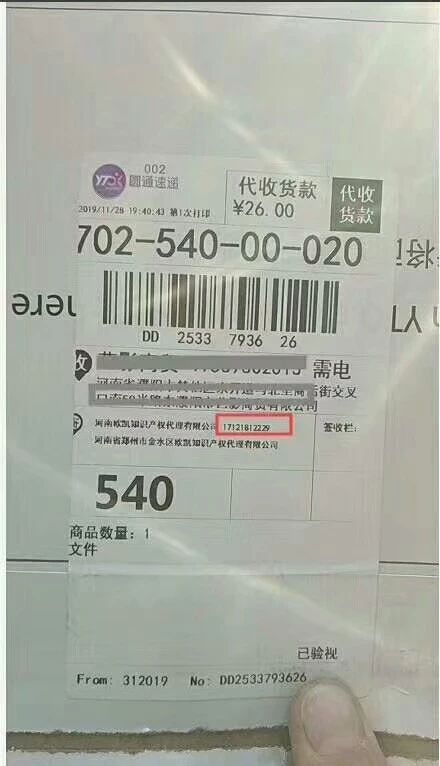 002
YTO 圆通速递
代收货款
¥26.00
代收
货款
2019/11/28 19:40:43 第1次打印
702-540-00-020
DD 2533 7936 26
收
需电
河南欧凯知识产权代理有限公司 17121812229
签收栏:
河南省郑州市金水区欧凯知识产权代理有限公司
540
商品数量: 1
文件
已验视
From: 312019 No: DD2533793626
here
YT